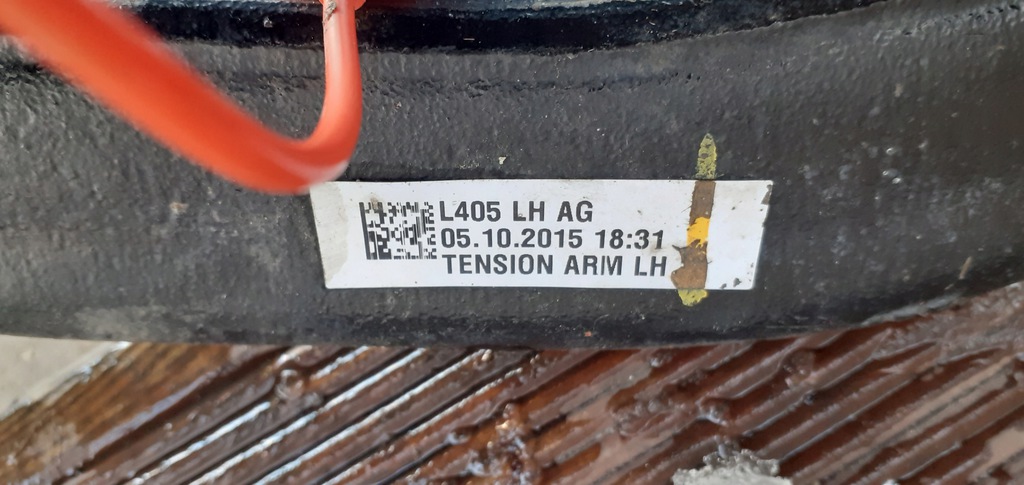 L405 LH AG
05.10.2015 18:31
TENSION ARM LH